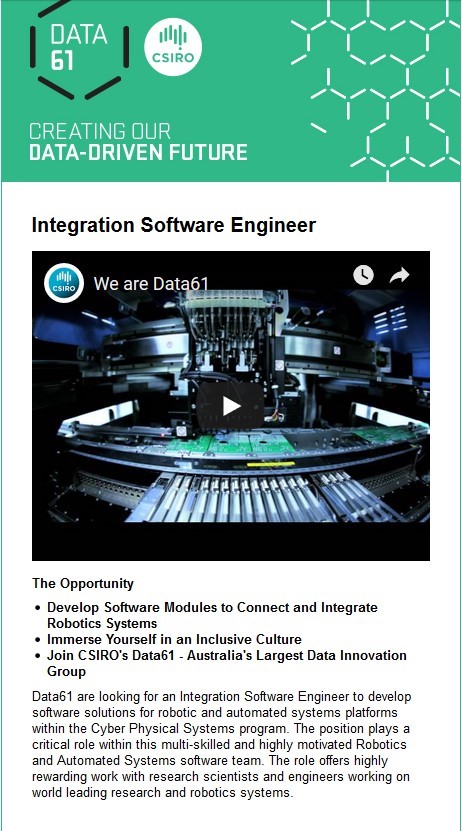 DATA
61
CSIRO
CREATING OUR
DATA-DRIVEN FUTURE
Integration Software Engineer
CSIRO
We are Data61
The Opportunity
Develop Software Modules to Connect and Integrate
Robotics Systems
Immerse Yourself in an Inclusive Culture
Join CSIRO's Data61 - Australia's Largest Data Innovation
Group
Data61 are looking for an Integration Software Engineer to develop
software solutions for robotic and automated systems platforms
within the Cyber Physical Systems program. The position plays a
critical role within this multi-skilled and highly motivated Robotics
and Automated Systems software team. The role offers highly
rewarding work with research scientists and engineers working on
world leading research and robotics systems.